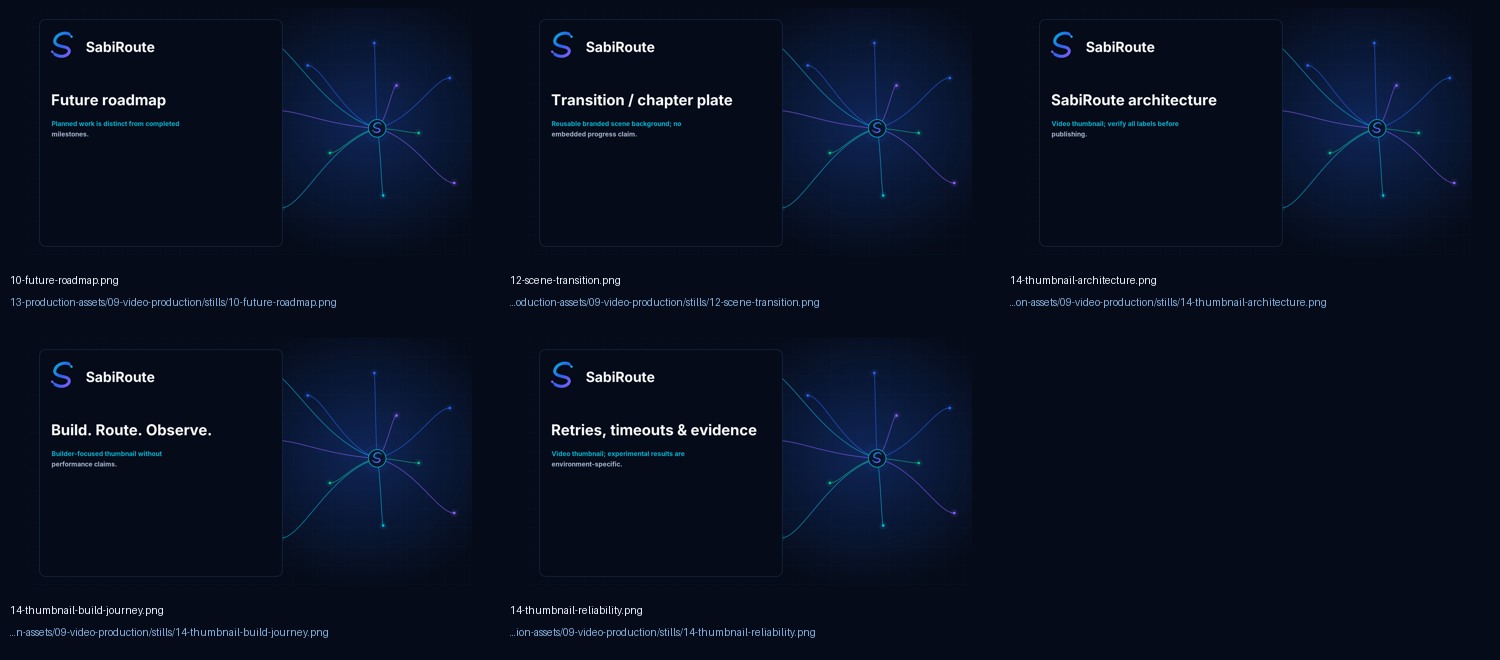 SabiRoute
Future roadmap
Planned work is distinct from completed
milestones.
10-future-roadmap.png
13-production-assets/09-video-production/stills/10-future-roadmap.png
SabiRoute
Transition / chapter plate
Reusable branded scene background; no
embedded progress claim.
12-scene-transition.png
...oduction-assets/09-video-production/stills/12-scene-transition.png
SabiRoute
SabiRoute architecture
Video thumbnail; verify all labels before
publishing.
14-thumbnail-architecture.png
...on-assets/09-video-production/stills/14-thumbnail-architecture.png
SabiRoute
Build. Route. Observe.
Builder-focused thumbnail without
performance claims.
14-thumbnail-build-journey.png
...n-assets/09-video-production/stills/14-thumbnail-build-journey.png
SabiRoute
Retries, timeouts & evidence
Video thumbnail; experimental results are
environment-specific.
14-thumbnail-reliability.png
...ion-assets/09-video-production/stills/14-thumbnail-reliability.png